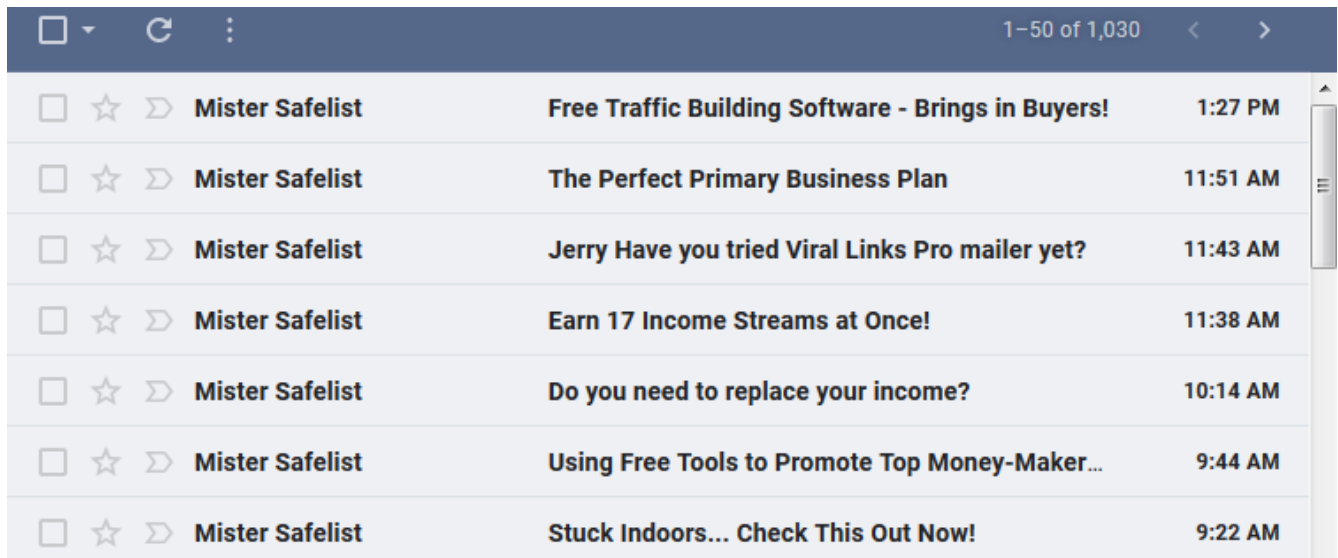 1–50 of 1,030
Mister Safelist Free Traffic Building Software - Brings in Buyers! 1:27 PM
Mister Safelist The Perfect Primary Business Plan 11:51 AM
Mister Safelist Jerry Have you tried Viral Links Pro mailer yet? 11:43 AM
Mister Safelist Earn 17 Income Streams at Once! 11:38 AM
Mister Safelist Do you need to replace your income? 10:14 AM
Mister Safelist Using Free Tools to Promote Top Money-Maker... 9:44 AM
Mister Safelist Stuck Indoors... Check This Out Now! 9:22 AM